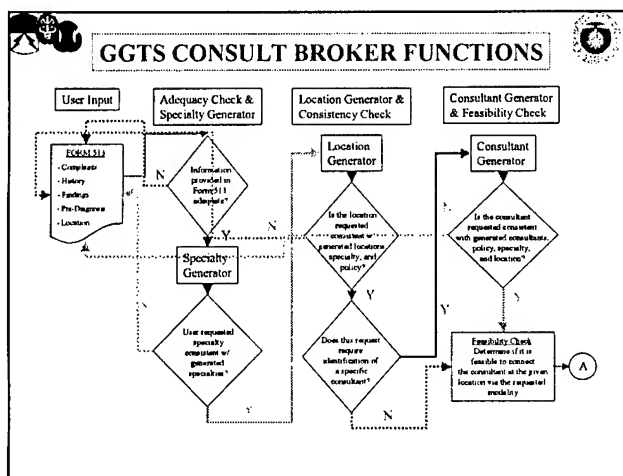 GGTS CONSULT BROKER FUNCTIONS
User Input
Adequacy Check &
Specialty Generator
Location Generator &
Consistency Check
Consultant Generator
& Feasibility Check
FORM 513
- Complaints
- History
- Findings
- Pre-Diagnosis
- Location
N
Information
provided in
Form 513
adequate?
Y
Specialty
Generator
N
User requested
specialty
consistent w/
generated
specialties?
Y
Location
Generator
N
Is the location
requested
consistent w/
generated locations,
specialty, and
policy?
Y
Does this request
require
identification of
a specific
consultant?
Y
N
Consultant
Generator
N
Is the consultant
requested consistent
with generated consultants,
policy, specialty,
and location?
Y
Feasibility Check
Determine if it is
feasible to connect
the consultant at the given
location via the requested
modality
A